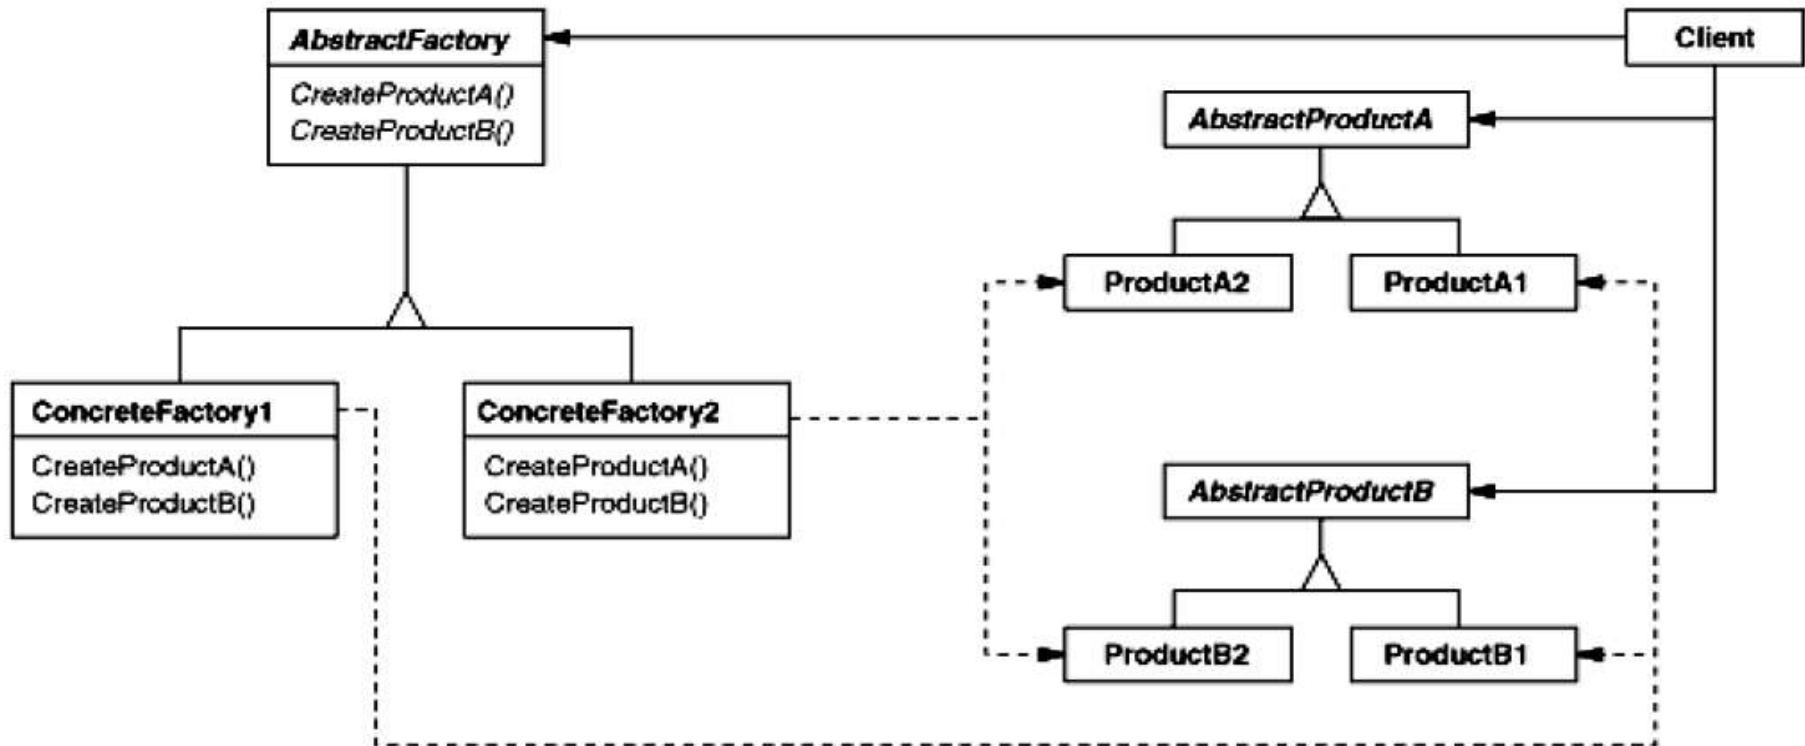 AbstractFactory
CreateProductA()
CreateProductB()
Client
AbstractProductA
ProductA2
ProductA1
ConcreteFactory1
CreateProductA()
CreateProductB()
ConcreteFactory2
CreateProductA()
CreateProductB()
AbstractProductB
ProductB2
ProductB1